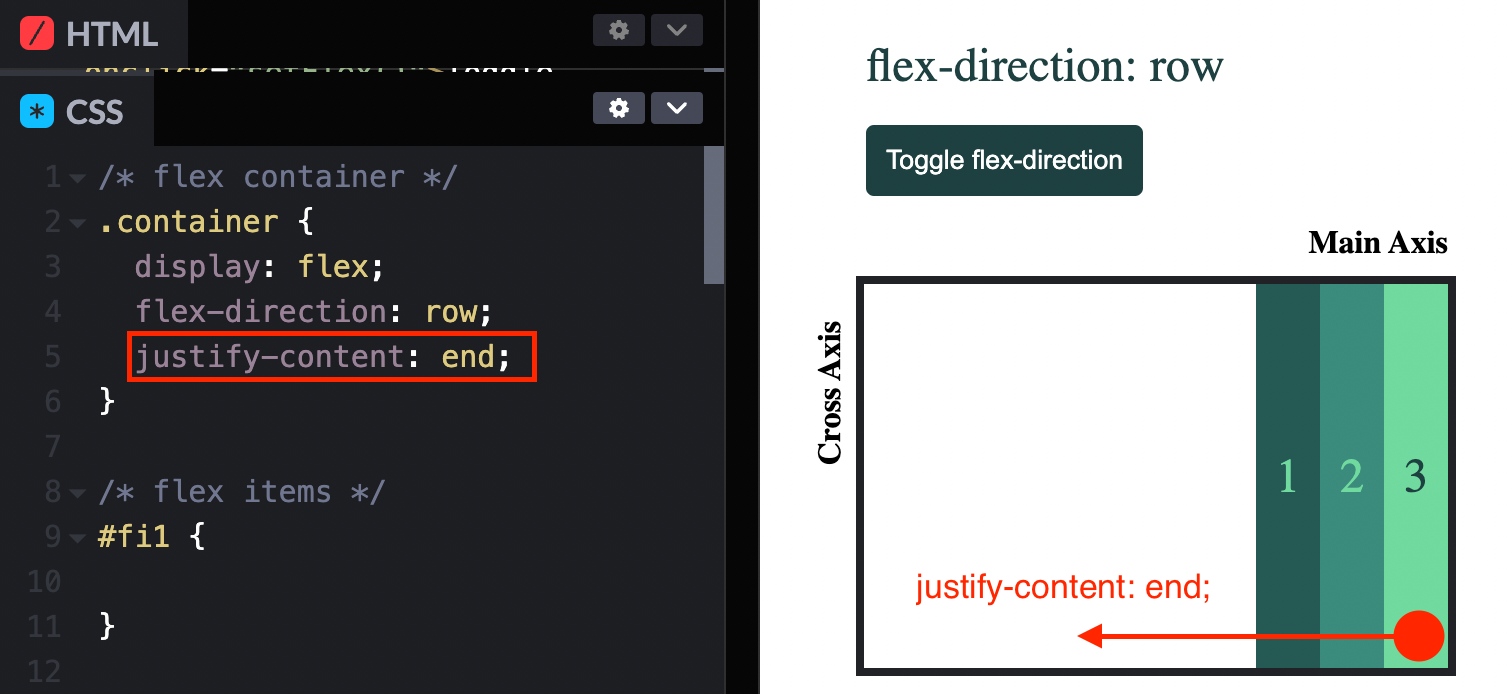 HTML
CSS
1 /* flex container */
2 .container {
3 display: flex;
4 flex-direction: row;
5 justify-content: end;
6 }
7
8 /* flex items */
9 #fi1 {
10
11 }
12
flex-direction: row
Toggle flex-direction
Main Axis
Cross Axis
1 2 3
justify-content: end;